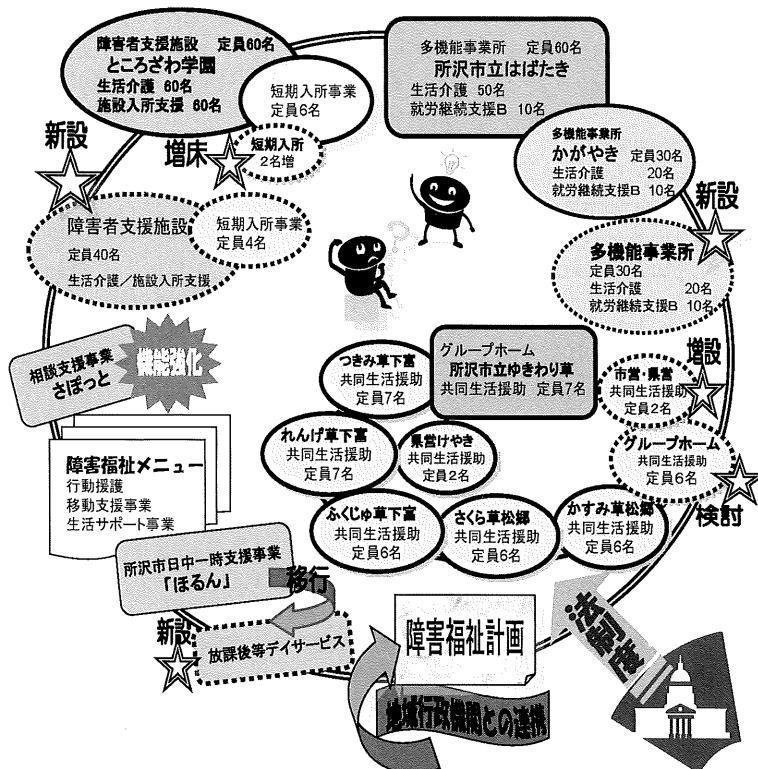 障害者支援施設　定員60名
ところざわ学園
生活介護 60名
施設入所支援 60名
短期入所事業
定員6名
増床
短期入所
2名増
多機能事業所　定員60名
所沢市立はばたき
生活介護　50名
就労継続支援B　10名
多機能事業所
かがやき　定員30名
生活介護　20名
就労継続支援B　10名
新設
障害者支援施設
定員40名
生活介護／施設入所支援
短期入所事業
定員4名
新設
多機能事業所
定員30名
生活介護　20名
就労継続支援B　10名
相談支援事業
さぽっと
機能強化
グループホーム
所沢市立ゆきわり草
共同生活援助　定員7名
つきみ草下富
共同生活援助
定員7名
増設
市営・県営
共同生活援助
定員2名
れんげ草下富
共同生活援助
定員7名
県営けやき
共同生活援助
定員2名
グループホーム
共同生活援助
定員6名
検討
障害福祉メニュー
行動援護
移動支援事業
生活サポート事業
ふくじゅ草下富
共同生活援助
定員6名
さくら草松郷
共同生活援助
定員6名
かすみ草松郷
共同生活援助
定員6名
所沢市日中一時支援事業
「ぽるん」
移行
新設
放課後等デイサービス
障害福祉計画
法制度
地域行政機関との連携
?